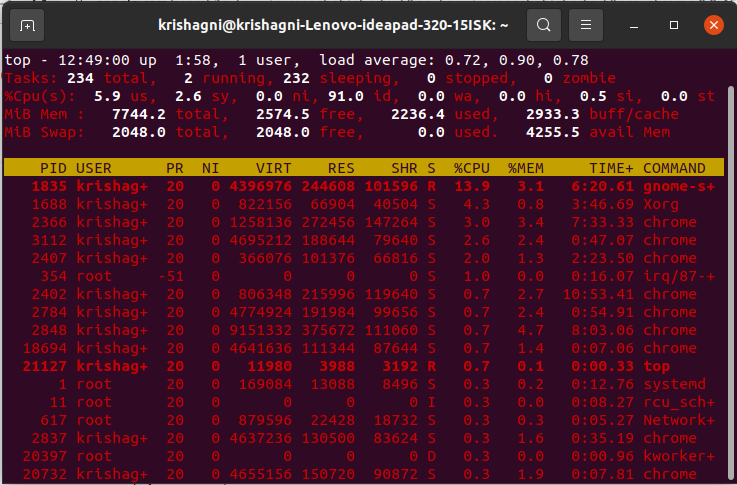 krishagni@krishagni-Lenovo-ideapad-320-15ISK: ~
top - 12:49:00 up  1:58,  1 user,  load average: 0.72, 0.90, 0.78
Tasks: 234 total,   2 running, 232 sleeping,   0 stopped,   0 zombie
%Cpu(s):  5.9 us,  2.6 sy,  0.0 ni, 91.0 id,  0.0 wa,  0.0 hi,  0.5 si,  0.0 st
MiB Mem :   7744.2 total,   2574.5 free,   2236.4 used,   2933.3 buff/cache
MiB Swap:   2048.0 total,   2048.0 free,      0.0 used.   4255.5 avail Mem
PID USER      PR  NI    VIRT    RES    SHR S  %CPU  %MEM     TIME+ COMMAND
1835 krishag+  20   0 4396976 244608 101596 R  13.9   3.1   6:20.61 gnome-s+
1688 krishag+  20   0  822156  66904  40504 S   4.3   0.8   3:46.69 Xorg
2366 krishag+  20   0 1258136 272456 147264 S   3.0   3.4   7:33.33 chrome
3112 krishag+  20   0 4695212 188644  79640 S   2.6   2.4   0:47.07 chrome
2407 krishag+  20   0  366076 101376  66816 S   2.0   1.3   2:23.50 chrome
354 root     -51   0       0      0      0 S   1.0   0.0   0:16.07 irq/87-+
2402 krishag+  20   0  806348 215996 119640 S   0.7   2.7  10:53.41 chrome
2784 krishag+  20   0 4774924 191984  99656 S   0.7   2.4   0:54.91 chrome
2848 krishag+  20   0 9151332 375672 111060 S   0.7   4.7   8:03.06 chrome
18694 krishag+  20   0 4641636 111344  87644 S   0.7   1.4   0:07.06 chrome
21127 krishag+  20   0   11980   3988   3192 R   0.7   0.1   0:00.33 top
1 root      20   0  169084  13088   8496 S   0.3   0.2   0:12.76 systemd
11 root      20   0       0      0      0 I   0.3   0.0   0:08.27 rcu_sch+
617 root      20   0  879596  22428  18732 S   0.3   0.3   0:05.27 Network+
2837 krishag+  20   0 4637236 130500  83624 S   0.3   1.6   0:35.19 chrome
20397 root      20   0       0      0      0 D   0.3   0.0   0:00.96 kworker+
20732 krishag+  20   0 4655156 150720  90872 S   0.3   1.9   0:07.81 chrome